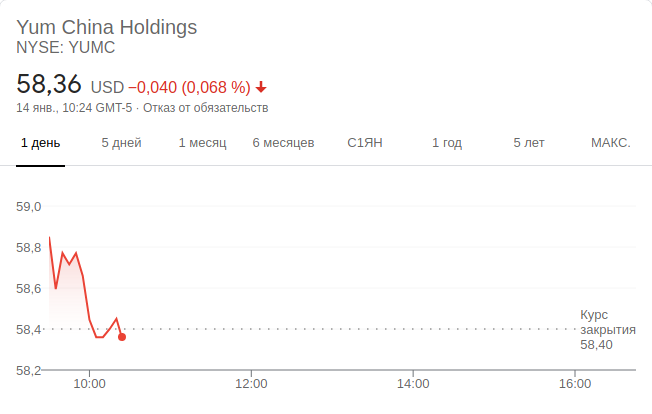 Yum China Holdings
NYSE: YUMC
58,36 USD −0,040 (0,068 %)
14 янв., 10:24 GMT-5 · Отказ от обязательств
1 день 5 дней 1 месяц 6 месяцев С1ЯН 1 год 5 лет МАКС.
59,0
58,8
58,6
58,4
58,2
Курс
закрытия
58,40
10:00 12:00 14:00 16:00